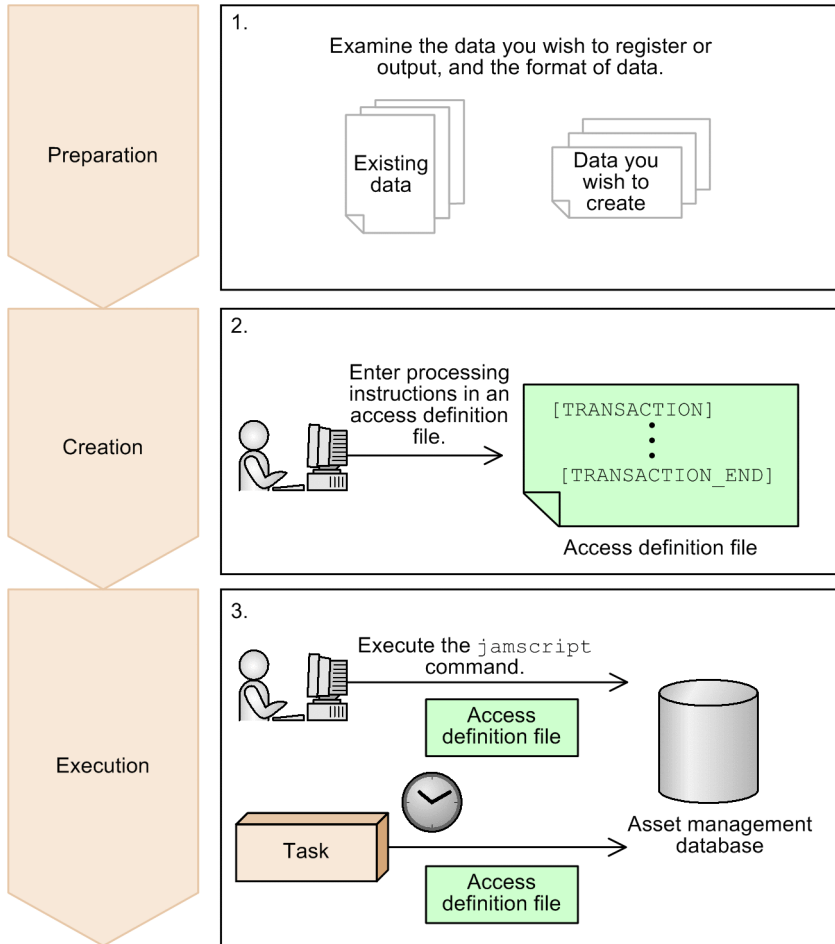 Preparation
1.
Examine the data you wish to register or
output, and the format of data.
Existing
data
Data you
wish to
create
Creation
2.
Enter processing
instructions in an
access definition
file.
[TRANSACTION]
[TRANSACTION_END]
Access definition file
Execution
3.
Execute the jamscript
command.
Access
definition file
Task
Access
definition file
Asset management
database